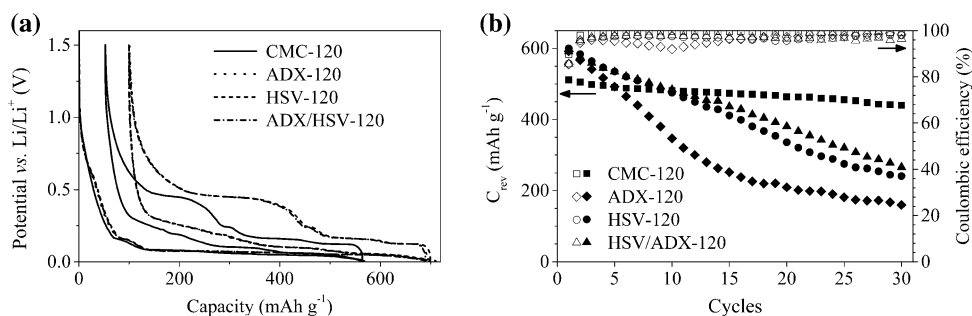 (a)
1.5
1.0
0.5
0.0
0
200
400
600
Potential vs. Li/Li+ (V)
Capacity (mAh g-1)
CMC-120
ADX-120
HSV-120
ADX/HSV-120
(b)
600
450
400
200
150
0
0
5
10
15
20
25
30
100
80
60
40
20
0
Crev (mAh g-1)
Cycles
Coulombic efficiency (%)
CMC-120
ADX-120
HSV-120
HSV/ADX-120